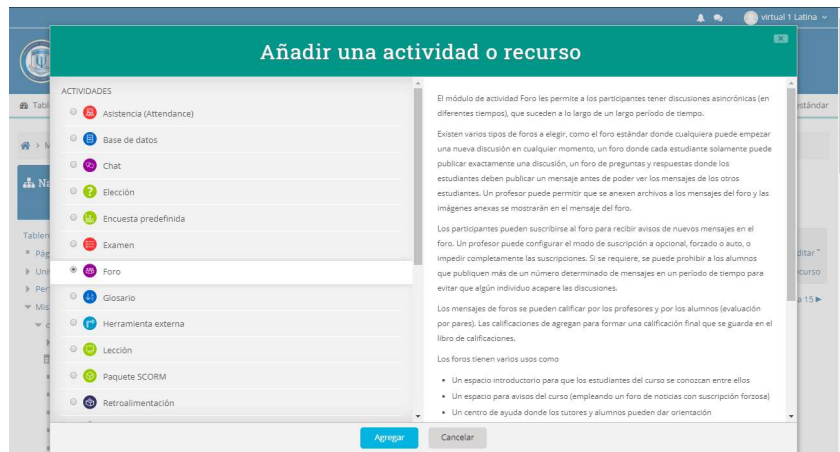 virtual 1 Latina
Añadir una actividad o recurso
ACTIVIDADES
Asistencia (Attendance)
Base de datos
Chat
Elección
Encuesta predefinida
Examen
Foro
Glosario
Herramienta externa
Lección
Paquete SCORM
Retroalimentación
El módulo de actividad Foro les permite a los participantes tener discusiones asincrónicas (en
diferentes tiempos), que suceden a lo largo de un largo período de tiempo.
Existen varios tipos de foros a elegir, como el foro estándar donde cualquiera puede empezar
una nueva discusión en cualquier momento, un foro donde cada estudiante solamente puede
publicar exactamente una discusión, un foro de preguntas y respuestas donde los
estudiantes deben publicar un mensaje antes de poder ver los mensajes de los otros
estudiantes. Un profesor puede permitir que se anexen archivos a los mensajes del foro y las
imágenes anexas se mostrarán en el mensaje del foro.
Los participantes pueden suscribirse al foro para recibir avisos de nuevos mensajes en el
foro. Un profesor puede configurar el modo de suscripción a opcional, forzado o auto, o
impedir completamente las suscripciones. Si se requiere, se puede prohibir a los alumnos
que publiquen más de un número determinado de mensajes en un período de tiempo para
evitar que algún individuo acapare las discusiones.
Los mensajes de foros se pueden calificar por los profesores y por los alumnos (evaluación
por pares). Las calificaciones de agregan para formar una calificación final que se guarda en el
libro de calificaciones.
Los foros tienen varios usos como
• Un espacio introductorio para que los estudiantes del curso se conozcan entre ellos
• Un espacio para avisos del curso (empleando un foro de noticias con suscripción forzosa)
• Un centro de ayuda donde los tutores y alumnos pueden dar orientación
Agregar
Cancelar
Tabl
estándar
Na
Tablen
Pág
Uni
Per
Mis
ditar
curso
a 15